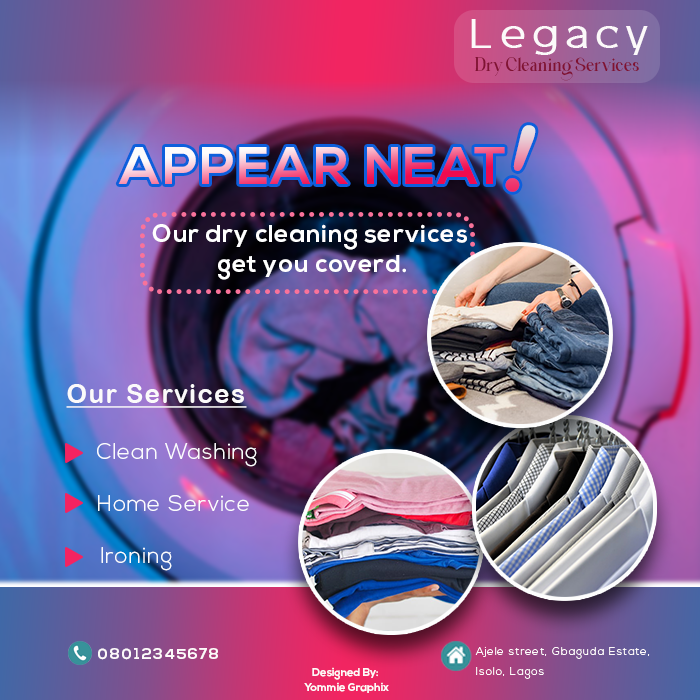 Legacy
Dry Cleaning Services
APPEAR NEAT!
Our dry cleaning services
get you coverd.
Our Services
Clean Washing
Home Service
Ironing
08012345678
Ajele street, Gbaguda Estate,
Isolo, Lagos
Designed By:
Yommie Graphix